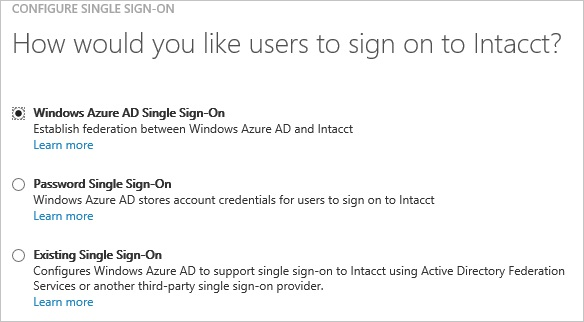 CONFIGURE SINGLE SIGN-ON
How would you like users to sign on to Intacct?
Windows Azure AD Single Sign-On
Establish federation between Windows Azure AD and Intacct
Learn more
Password Single Sign-On
Windows Azure AD stores account credentials for users to sign on to Intacct
Learn more
Existing Single Sign-On
Configures Windows Azure AD to support single sign-on to Intacct using Active Directory Federation
Services or another third-party single sign-on provider.
Learn more